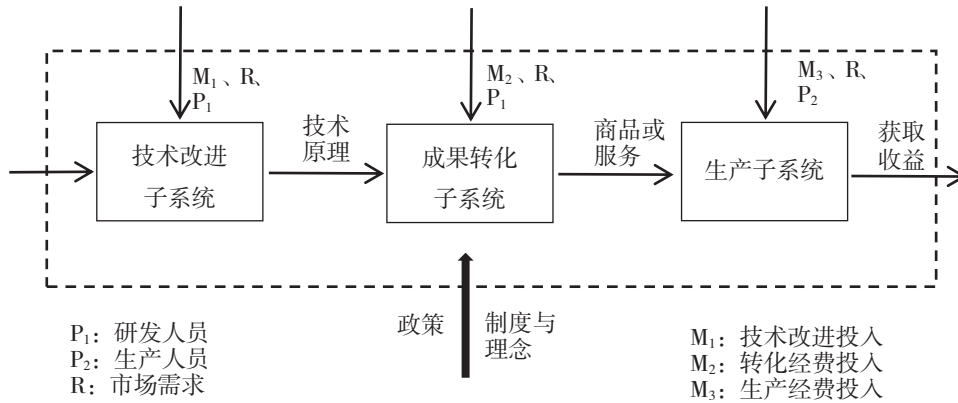 M₁、R、
P₁
M₂、R、
P₁
M₃、R、
P₂
技术改进
子系统
技术
原理
成果转化
子系统
商品或
服务
生产子系统
获取
收益
政策
制度与
理念
P₁：研发人员
P₂：生产人员
R：市场需求
M₁：技术改进投入
M₂：转化经费投入
M₃：生产经费投入